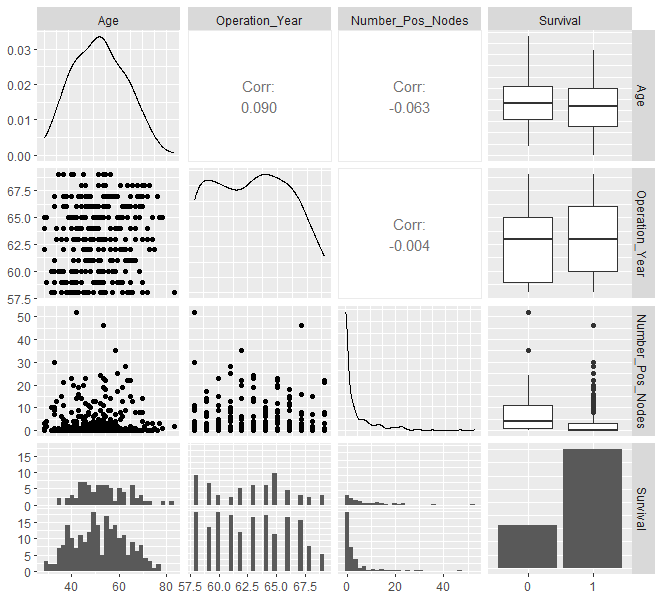 Age Operation_Year Number_Pos_Nodes Survival
0.03
0.02
0.01
0.00
Corr:
0.090
Corr:
-0.063
Age
67.5
65.0
62.5
60.0
57.5
Corr:
-0.004
Operation_Year
50
40
30
20
10
0
Number_Pos_Nodes
15
10
5
0
15
10
5
0
Survival
40 60 80 57.5 60.0 62.5 65.0 67.5 0 20 40 0 1